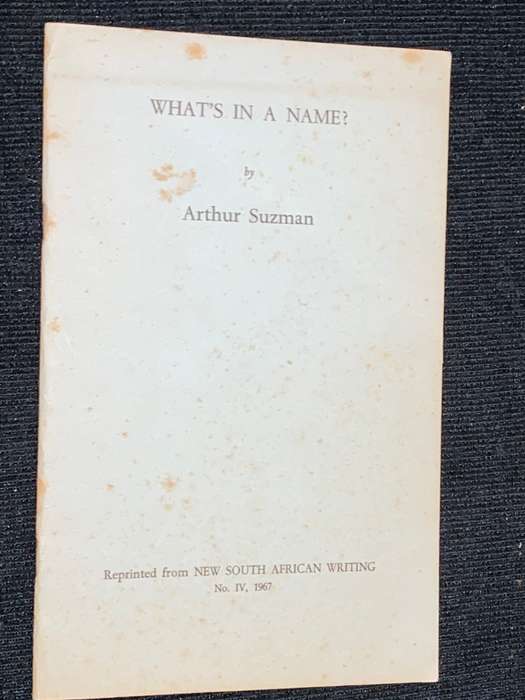 WHAT'S IN A NAME?
by
Arthur Suzman
Reprinted from NEW SOUTH AFRICAN WRITING
No. IV, 1967